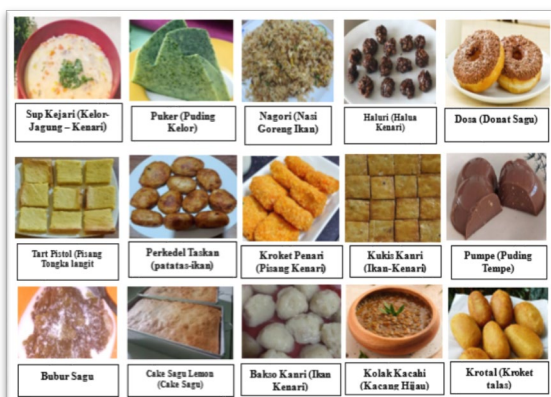 Sup Kejari (Kelor-
Jagung – Kenari)
Puker (Puding
Kelor)
Nagori (Nasi
Goreng Ikan)
Haluri (Halua
Kenari)
Dosa (Donat Sagu)
Tart Pistol (Pisang
Tongka langit
Perkedel Taskan
(patatas-ikan)
Kroket Penari
(Pisang Kenari)
Kukis Kanri
(Ikan-Kenari)
Pumpe (Puding
Tempe)
Bubur Sagu
Cake Sagu Lemon
(Cake Sagu)
Bakso Kanri (Ikan
Kenari)
Kolak Kacahi
(Kacang Hijau)
Krotal (Kroket
talas)